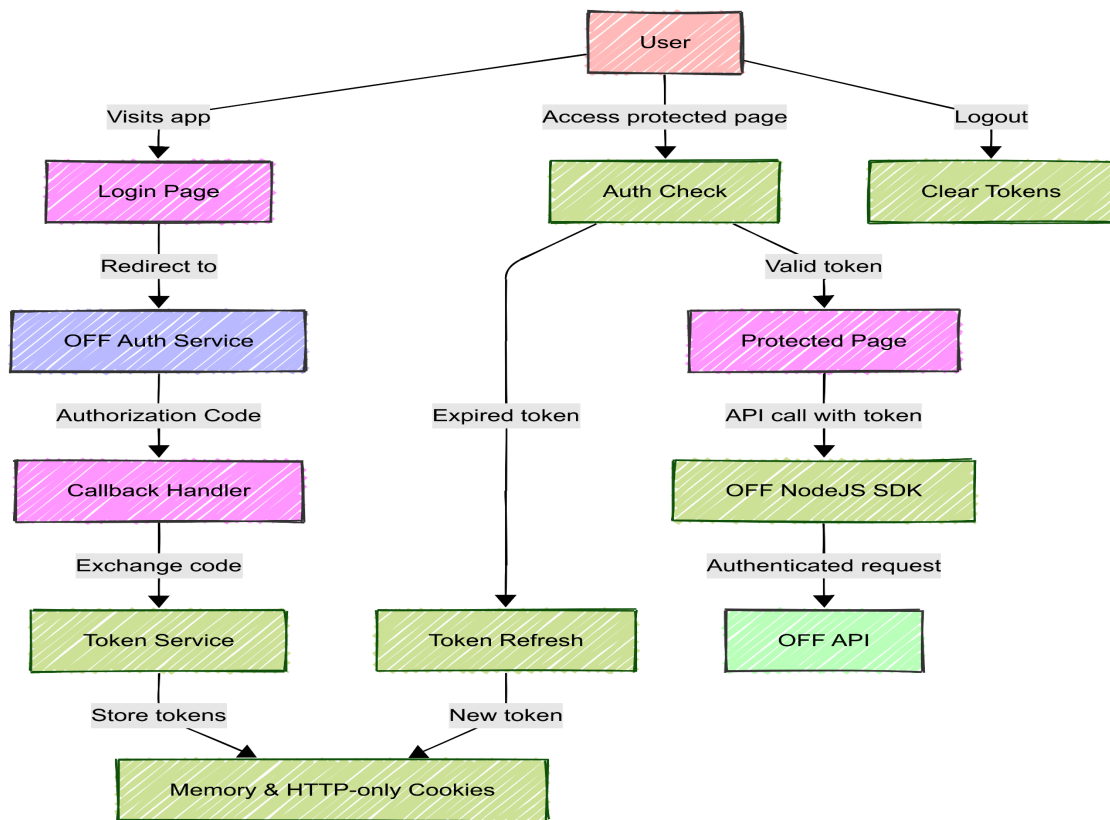 User
Visits app
Access protected page
Logout
Login Page
Auth Check
Clear Tokens
Redirect to
Valid token
OFF Auth Service
Protected Page
Authorization Code
Expired token
API call with token
Callback Handler
OFF NodeJS SDK
Exchange code
Authenticated request
Token Service
Token Refresh
OFF API
Store tokens
New token
Memory & HTTP-only Cookies